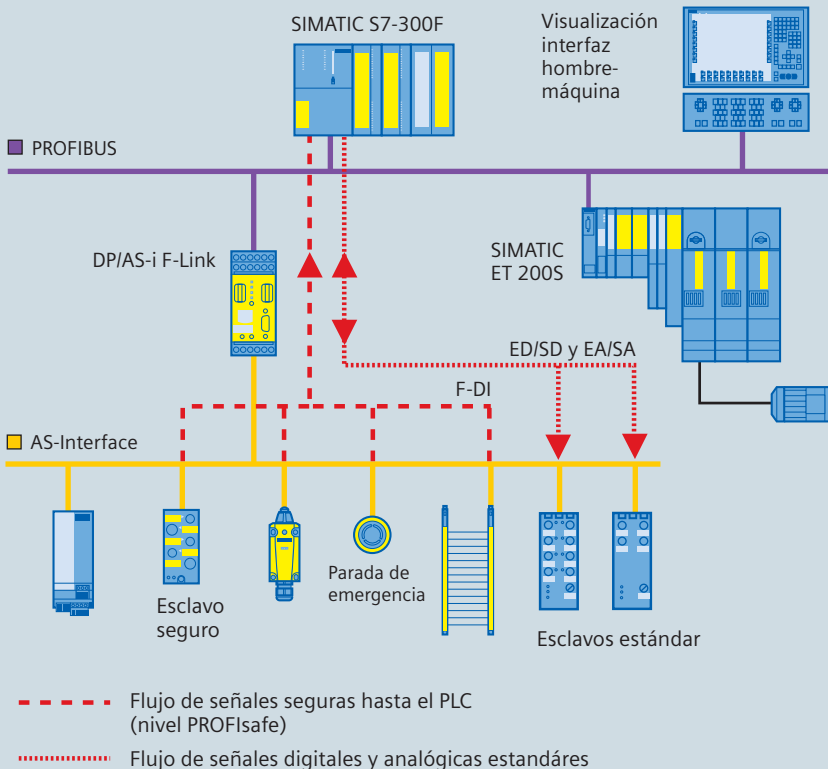 SIMATIC S7-300F
Visualización
interfaz
hombre-
máquina
PROFIBUS
DP/AS-i F-Link
SIMATIC
ET 200S
ED/SD y EA/SA
F-DI
AS-Interface
Esclavo
seguro
Parada de
emergencia
Esclavos estándar
Flujo de señales seguras hasta el PLC
(nivel PROFIsafe)
Flujo de señales digitales y analógicas estandáres